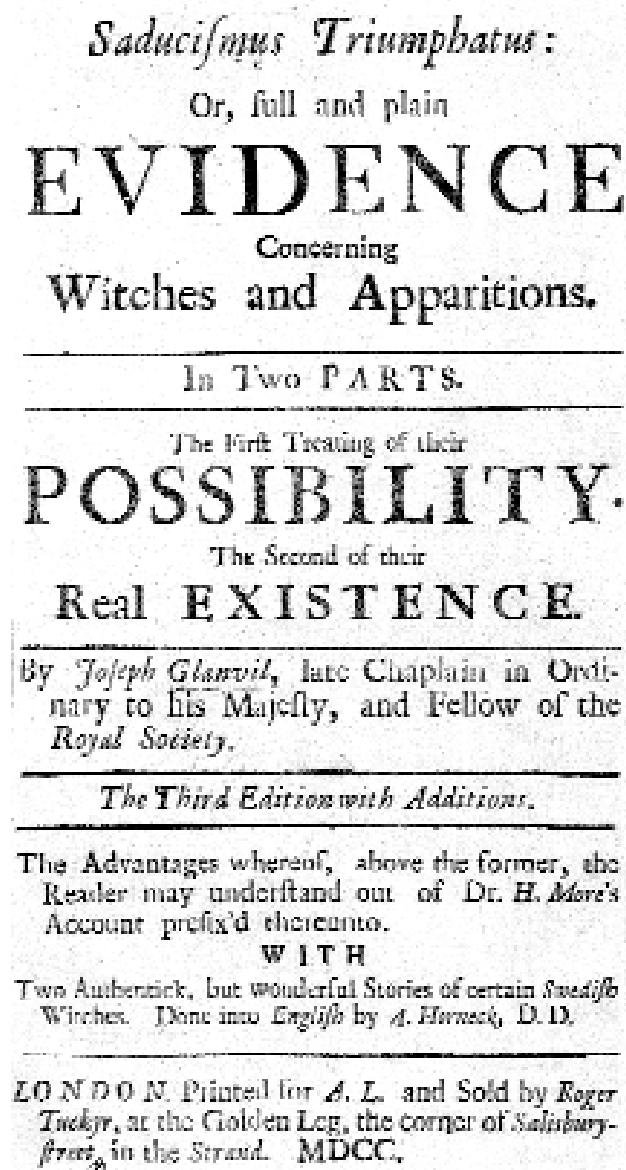 Saduciſmus Triumphatus:
Or, full and plain
EVIDENCE
Concerning
Witches and Apparitions.
In Two PARTS.
The Firſt Treating of their
POSSIBILITY.
The Second of their
Real EXISTENCE.
By Joſeph Glanvil, late Chaplain in Ordi-
nary to his Majeſty, and Fellow of the
Royal Society.
The Third Edition with Additions.
The Advantages whereof, above the former, the
Reader may underſtand out of Dr. H. More's
Account prefix'd thereunto.
WITH
Two Authentick, but wonderful Stories of certain Swediſh
Witches. Done into Engliſh by A. Horneck, D. D.
LONDON Printed for A. L. and Sold by Roger
Tuckyr, at the Golden Leg, the corner of Salisbury-
ſtreet, in the Strand. MDCC.